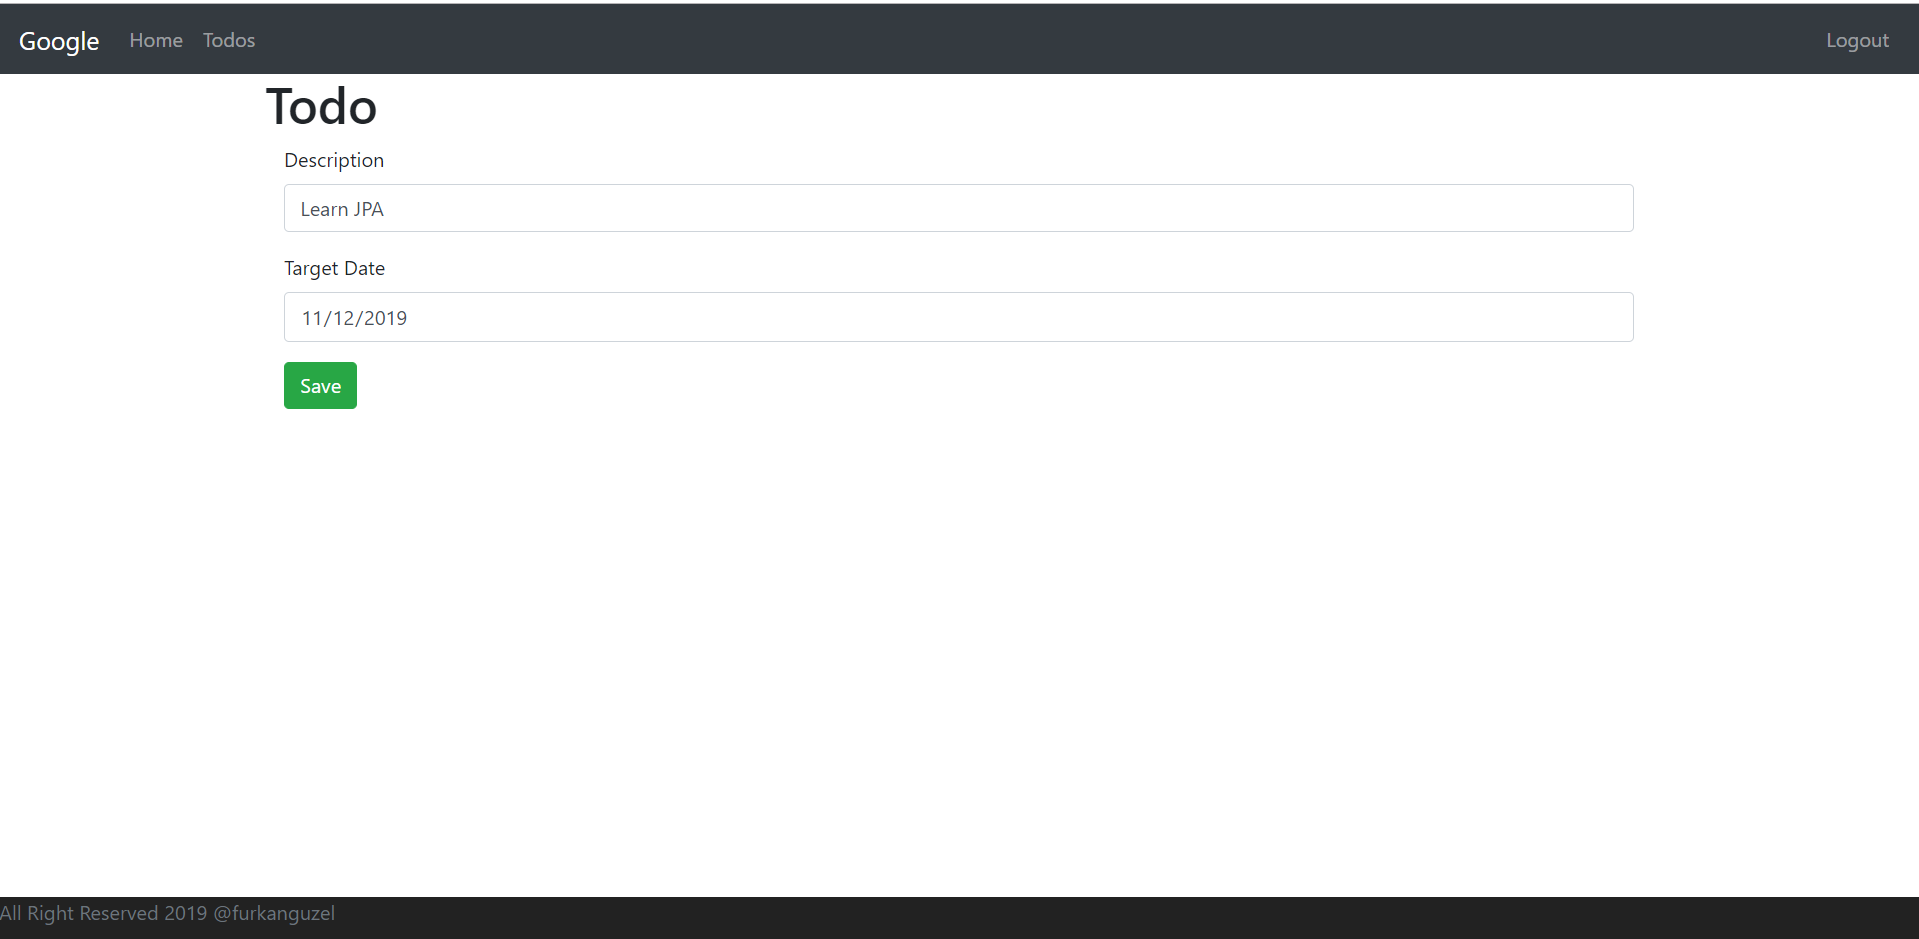 Google Home Todos Logout
Todo
Description
Learn JPA
Target Date
11/12/2019
Save
All Right Reserved 2019 @furkanguzel